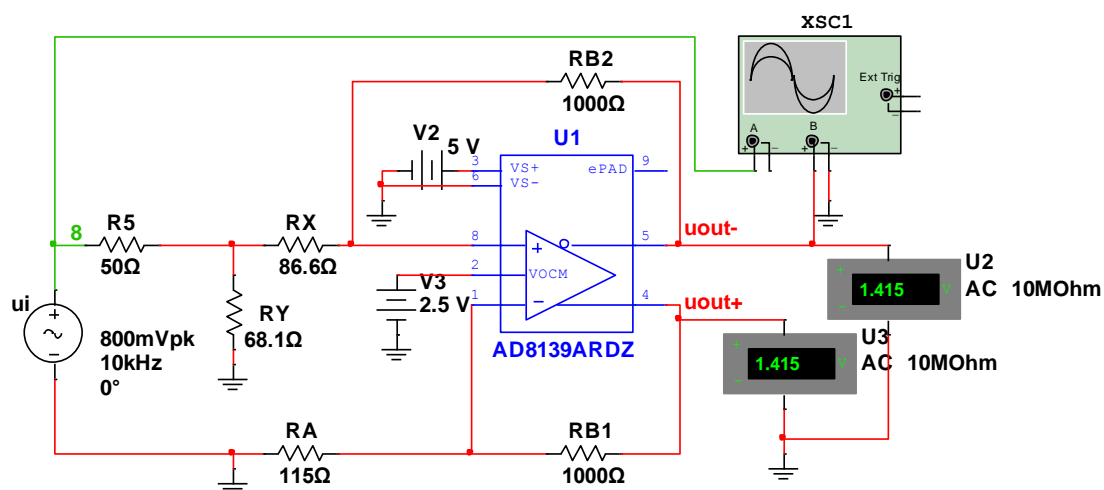 XSC1
Ext Trig
+
−
A
B
+ − + −
RB2
1000Ω
V2
5 V
U1
3 VS+
6 VS-
ePAD 9
8
R5
50Ω
RX
86.6Ω
8 +
5
uout-
2 VOCM
V3
2.5 V
1 −
4
uout+
AD8139ARDZ
RY
68.1Ω
ui
+
−
800mVpk
10kHz
0°
+
−
1.415 V
U2
AC 10MOhm
+
−
1.415 V
U3
AC 10MOhm
RA
115Ω
RB1
1000Ω